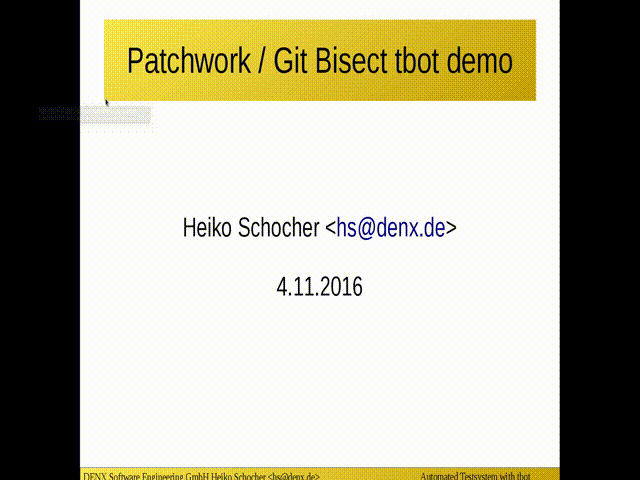 Patchwork / Git Bisect tbot demo
Heiko Schocher <hs@denx.de>
4.11.2016
DENX Software Engineering GmbH Heiko Schocher <hs@denx.de>
Automated Testsystem with tbot